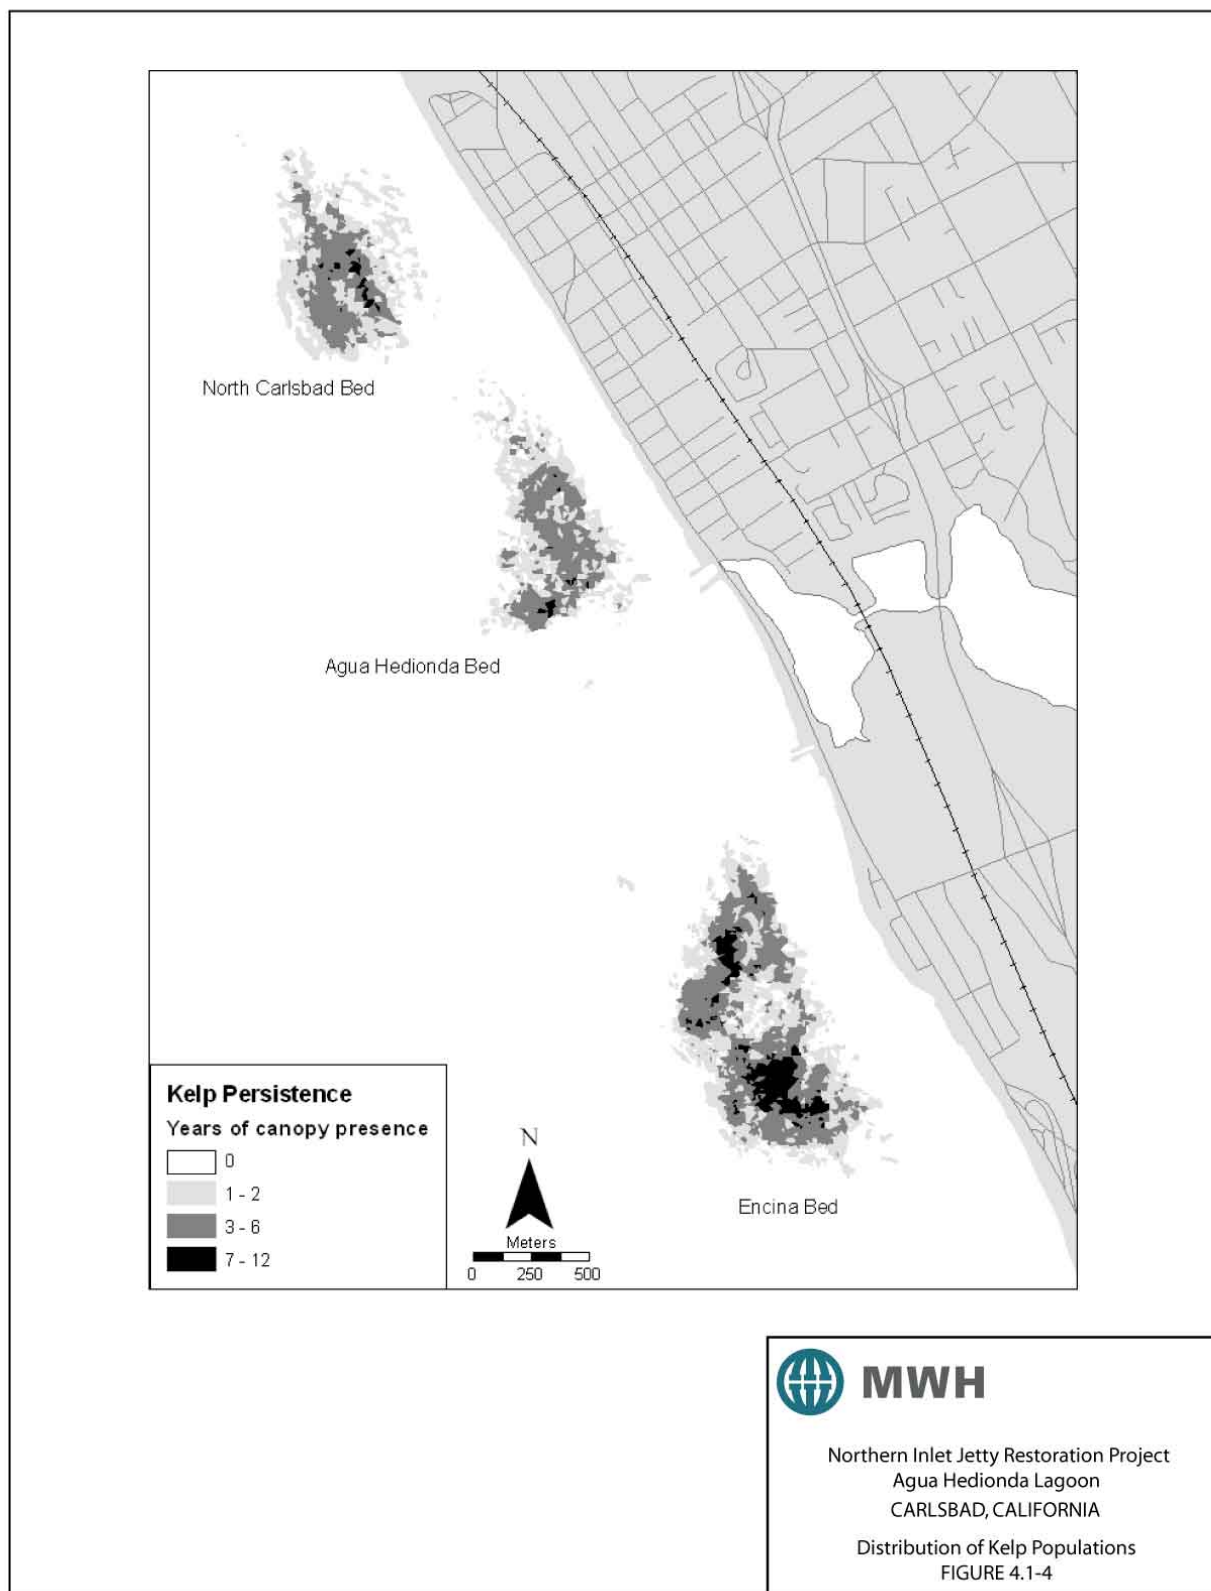 North Carlsbad Bed
Agua Hedionda Bed
Encina Bed
Kelp Persistence
Years of canopy presence
0
1 - 2
3 - 6
7 - 12
N
Meters
0 250 500
MWH
Northern Inlet Jetty Restoration Project
Agua Hedionda Lagoon
CARLSBAD, CALIFORNIA
Distribution of Kelp Populations
FIGURE 4.1-4